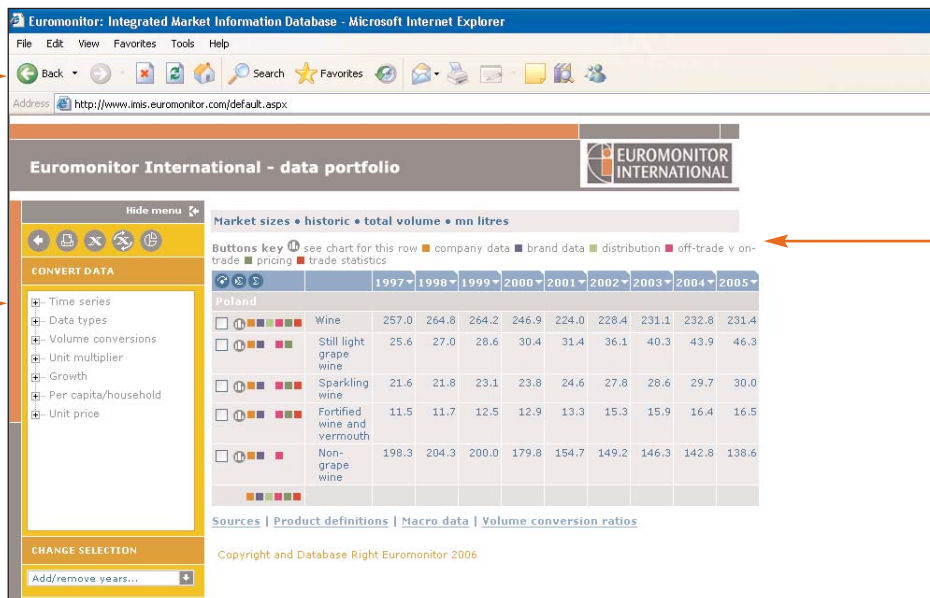 Euromonitor: Integrated Market Information Database - Microsoft Internet Explorer
File Edit View Favorites Tools Help
Back Search Favorites
Address http://www.imis.euromonitor.com/default.aspx
Euromonitor International - data portfolio
EUROMONITOR
INTERNATIONAL
Hide menu
CONVERT DATA
Time series
Data types
Volume conversions
Unit multiplier
Growth
Per capita/household
Unit price
CHANGE SELECTION
Add/remove years...
Market sizes • historic • total volume • mn litres
Buttons key see chart for this row company data brand data distribution off-trade v on-
trade pricing trade statistics
1997 1998 1999 2000 2001 2002 2003 2004 2005
Poland
Wine 257.0 264.8 264.2 246.9 224.0 228.4 231.1 232.8 231.4
Still light 25.6 27.0 28.6 30.4 31.4 36.1 40.3 43.9 46.3
grape
wine
Sparkling 21.6 21.8 23.1 23.8 24.6 27.8 28.6 29.7 30.0
wine
Fortified 11.5 11.7 12.5 12.9 13.3 15.3 15.9 16.4 16.5
wine and
vermouth
Non- 198.3 204.3 200.0 179.8 154.7 149.2 146.3 142.8 138.6
grape
wine
Sources | Product definitions | Macro data | Volume conversion ratios
Copyright and Database Right Euromonitor 2006